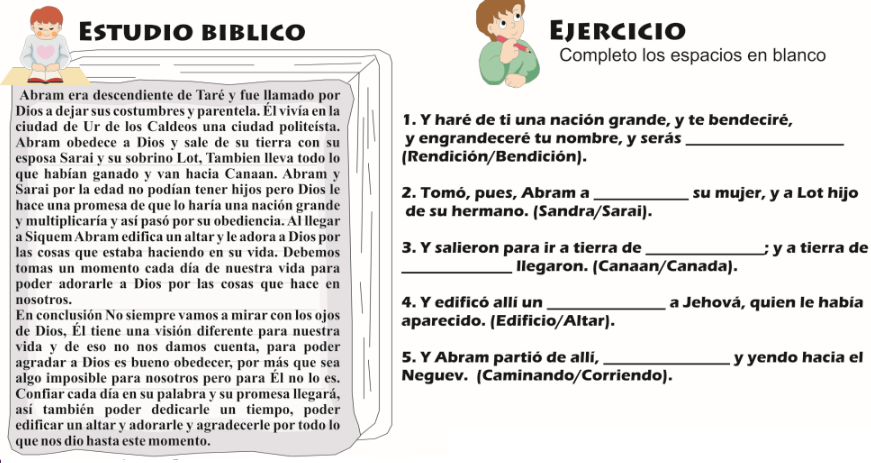 ESTUDIO BIBLICO
Abram era descendiente de Taré y fue llamado por
Dios a dejar sus costumbres y parentela. Él vivía en la
ciudad de Ur de los Caldeos una ciudad politeísta.
Abram obedece a Dios y sale de su tierra con su
esposa Sarai y su sobrino Lot, Tambien lleva todo lo
que habían ganado y van hacia Canaan. Abram y
Sarai por la edad no podían tener hijos pero Dios le
hace una promesa de que lo haría una nación grande
y multiplicaría y así pasó por su obediencia. Al llegar
a Siquem Abram edifica un altar y le adora a Dios por
las cosas que estaba haciendo en su vida. Debemos
tomas un momento cada día de nuestra vida para
poder adorarle a Dios por las cosas que hace en
nosotros.
En conclusión No siempre vamos a mirar con los ojos
de Dios, Él tiene una visión diferente para nuestra
vida y de eso no nos damos cuenta, para poder
agradar a Dios es bueno obedecer, por más que sea
algo imposible para nosotros pero para Él no lo es.
Confiar cada día en su palabra y su promesa llegará,
así también poder dedicarle un tiempo, poder
edificar un altar y adorarle y agradecerle por todo lo
que nos dio hasta este momento.
EJERCICIO
Completo los espacios en blanco
1. Y haré de ti una nación grande, y te bendeciré,
y engrandeceré tu nombre, y serás ________________
(Rendición/Bendición).
2. Tomó, pues, Abram a __________ su mujer, y a Lot hijo
de su hermano. (Sandra/Sarai).
3. Y salieron para ir a tierra de ____________; y a tierra de
____________ llegaron. (Canaan/Canada).
4. Y edificó allí un ____________ a Jehová, quien le había
aparecido. (Edificio/Altar).
5. Y Abram partió de allí, _____________ y yendo hacia el
Neguev. (Caminando/Corriendo).